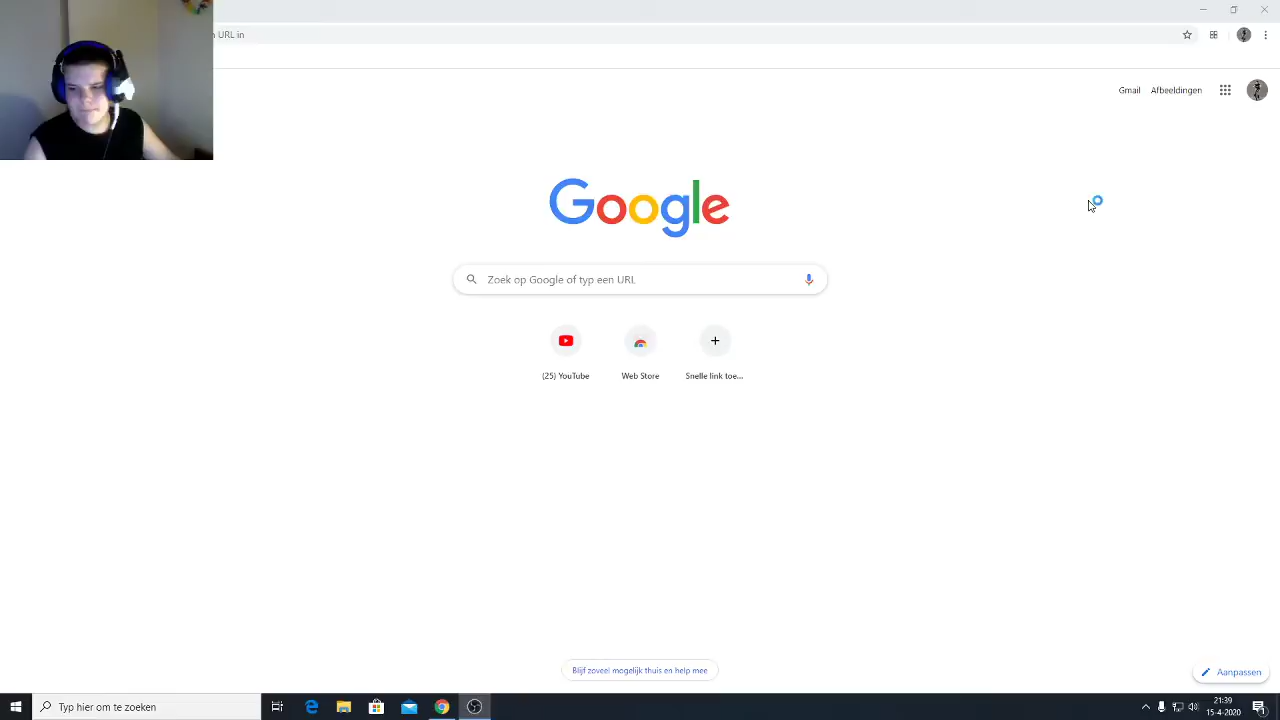 URL in
Gmail Afbeeldingen
Google
Zoek op Google of typ een URL
(25) YouTube Web Store Snelle link toe...
Blijf zoveel mogelijk thuis en help mee
Aanpassen
Typ hier om te zoeken
21:39
15-4-2020